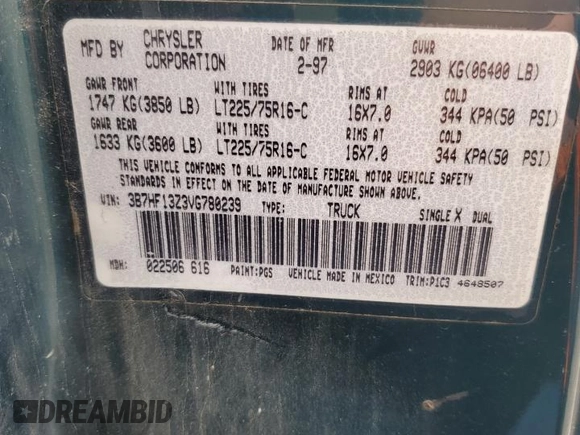 MFD BY CHRYSLER CORPORATION DATE OF MFR 2-97 GVWR 2903 KG(06400 LB)
GAWR FRONT WITH TIRES RIMS AT COLD
1747 KG(3850 LB) LT225/75R16-C 16X7.0 344 KPA(50 PSI)
GAWR REAR WITH TIRES RIMS AT COLD
1633 KG(3600 LB) LT225/75R16-C 16X7.0 344 KPA(50 PSI)
THIS VEHICLE CONFORMS TO ALL APPLICABLE FEDERAL MOTOR VEHICLE SAFETY
STANDARDS IN EFFECT ON THE DATE OF MANUFACTURE SHOWN ABOVE.
VIN: 3B7HF13Z3VG780239 TYPE: TRUCK SINGLE X DUAL
MDH: 022506 616 PAINT:PGS VEHICLE MADE IN MEXICO TRIM:P1C3 4648507
DREAMBID